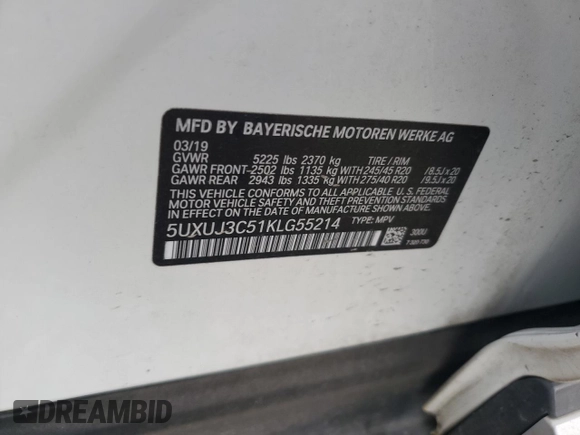 MFD BY BAYERISCHE MOTOREN WERKE AG
03/19
GVWR 5225 lbs 2370 kg TIRE / RIM
GAWR FRONT-2502 lbs 1135 kg WITH 245/45 R20 /8.5J x 20
GAWR REAR 2943 lbs 1335 kg WITH 275/40 R20 /9.5J x 20
THIS VEHICLE CONFORMS TO ALL APPLICABLE U.S. FEDERAL
MOTOR VEHICLE SAFETY, BUMPER, AND THEFT PREVENTION
STANDARDS IN EFFECT ON THE DATE OF MANUFACTURE SHOWN ABOVE.
5UXUJ3C51KLG55214 TYPE: MPV
300U
DREAMBID